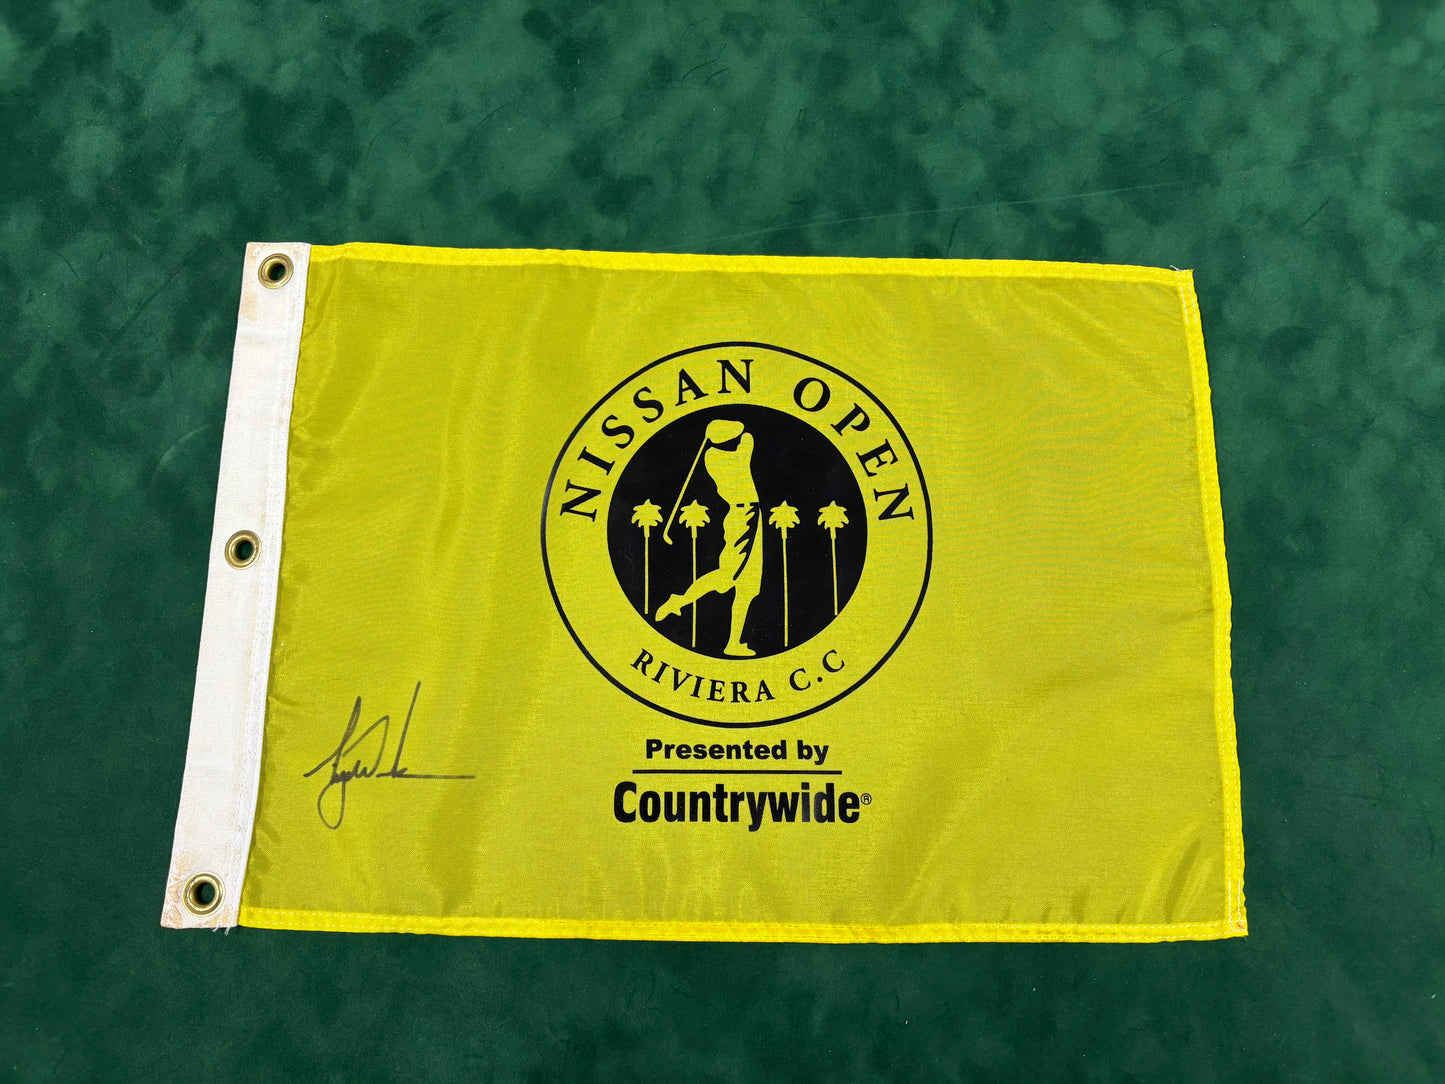 NISSAN OPEN
RIVIERA C.C
Presented by
Countrywide®